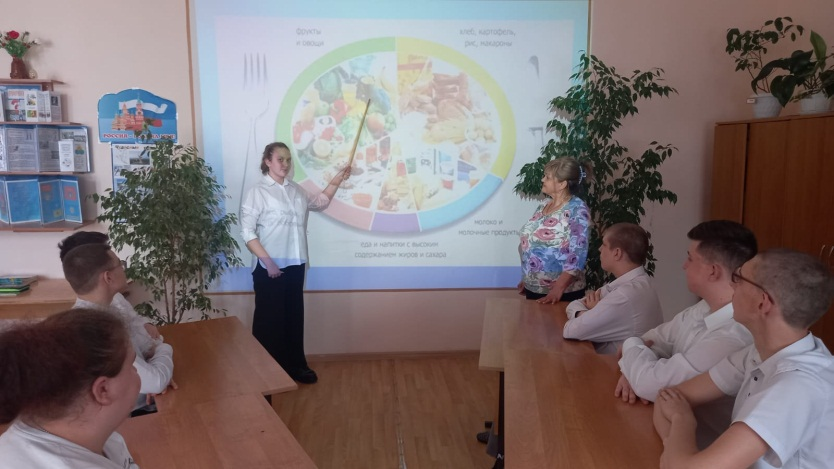 фрукты
и овощи
хлеб, картофель,
рис, макароны
молоко и
молочные продукты
еда и напитки с высоким
содержанием жиров и сахара